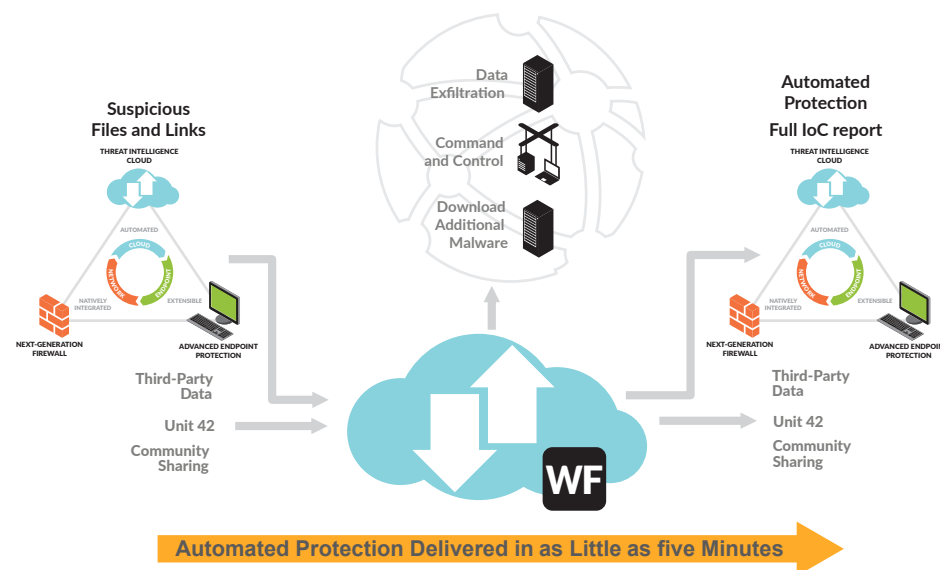 Suspicious
Files and Links
THREAT INTELLIGENCE
CLOUD
AUTOMATED
CLOUD
NETWORK
ENDPOINT
NATIVELY
INTEGRATED
EXTENSIBLE
NEXT-GENERATION
FIREWALL
ADVANCED ENDPOINT
PROTECTION
Third-Party
Data
Unit 42
Community
Sharing
Data
Exfiltration
Command
and Control
Download
Additional
Malware
WF
Automated
Protection
Full IoC report
THREAT INTELLIGENCE
CLOUD
AUTOMATED
CLOUD
NETWORK
ENDPOINT
NATIVELY
INTEGRATED
EXTENSIBLE
NEXT-GENERATION
FIREWALL
ADVANCED ENDPOI
PROTECTION
Third-Party
Data
Unit 42
Community
Sharing
Automated Protection Delivered in as Little as five Minutes